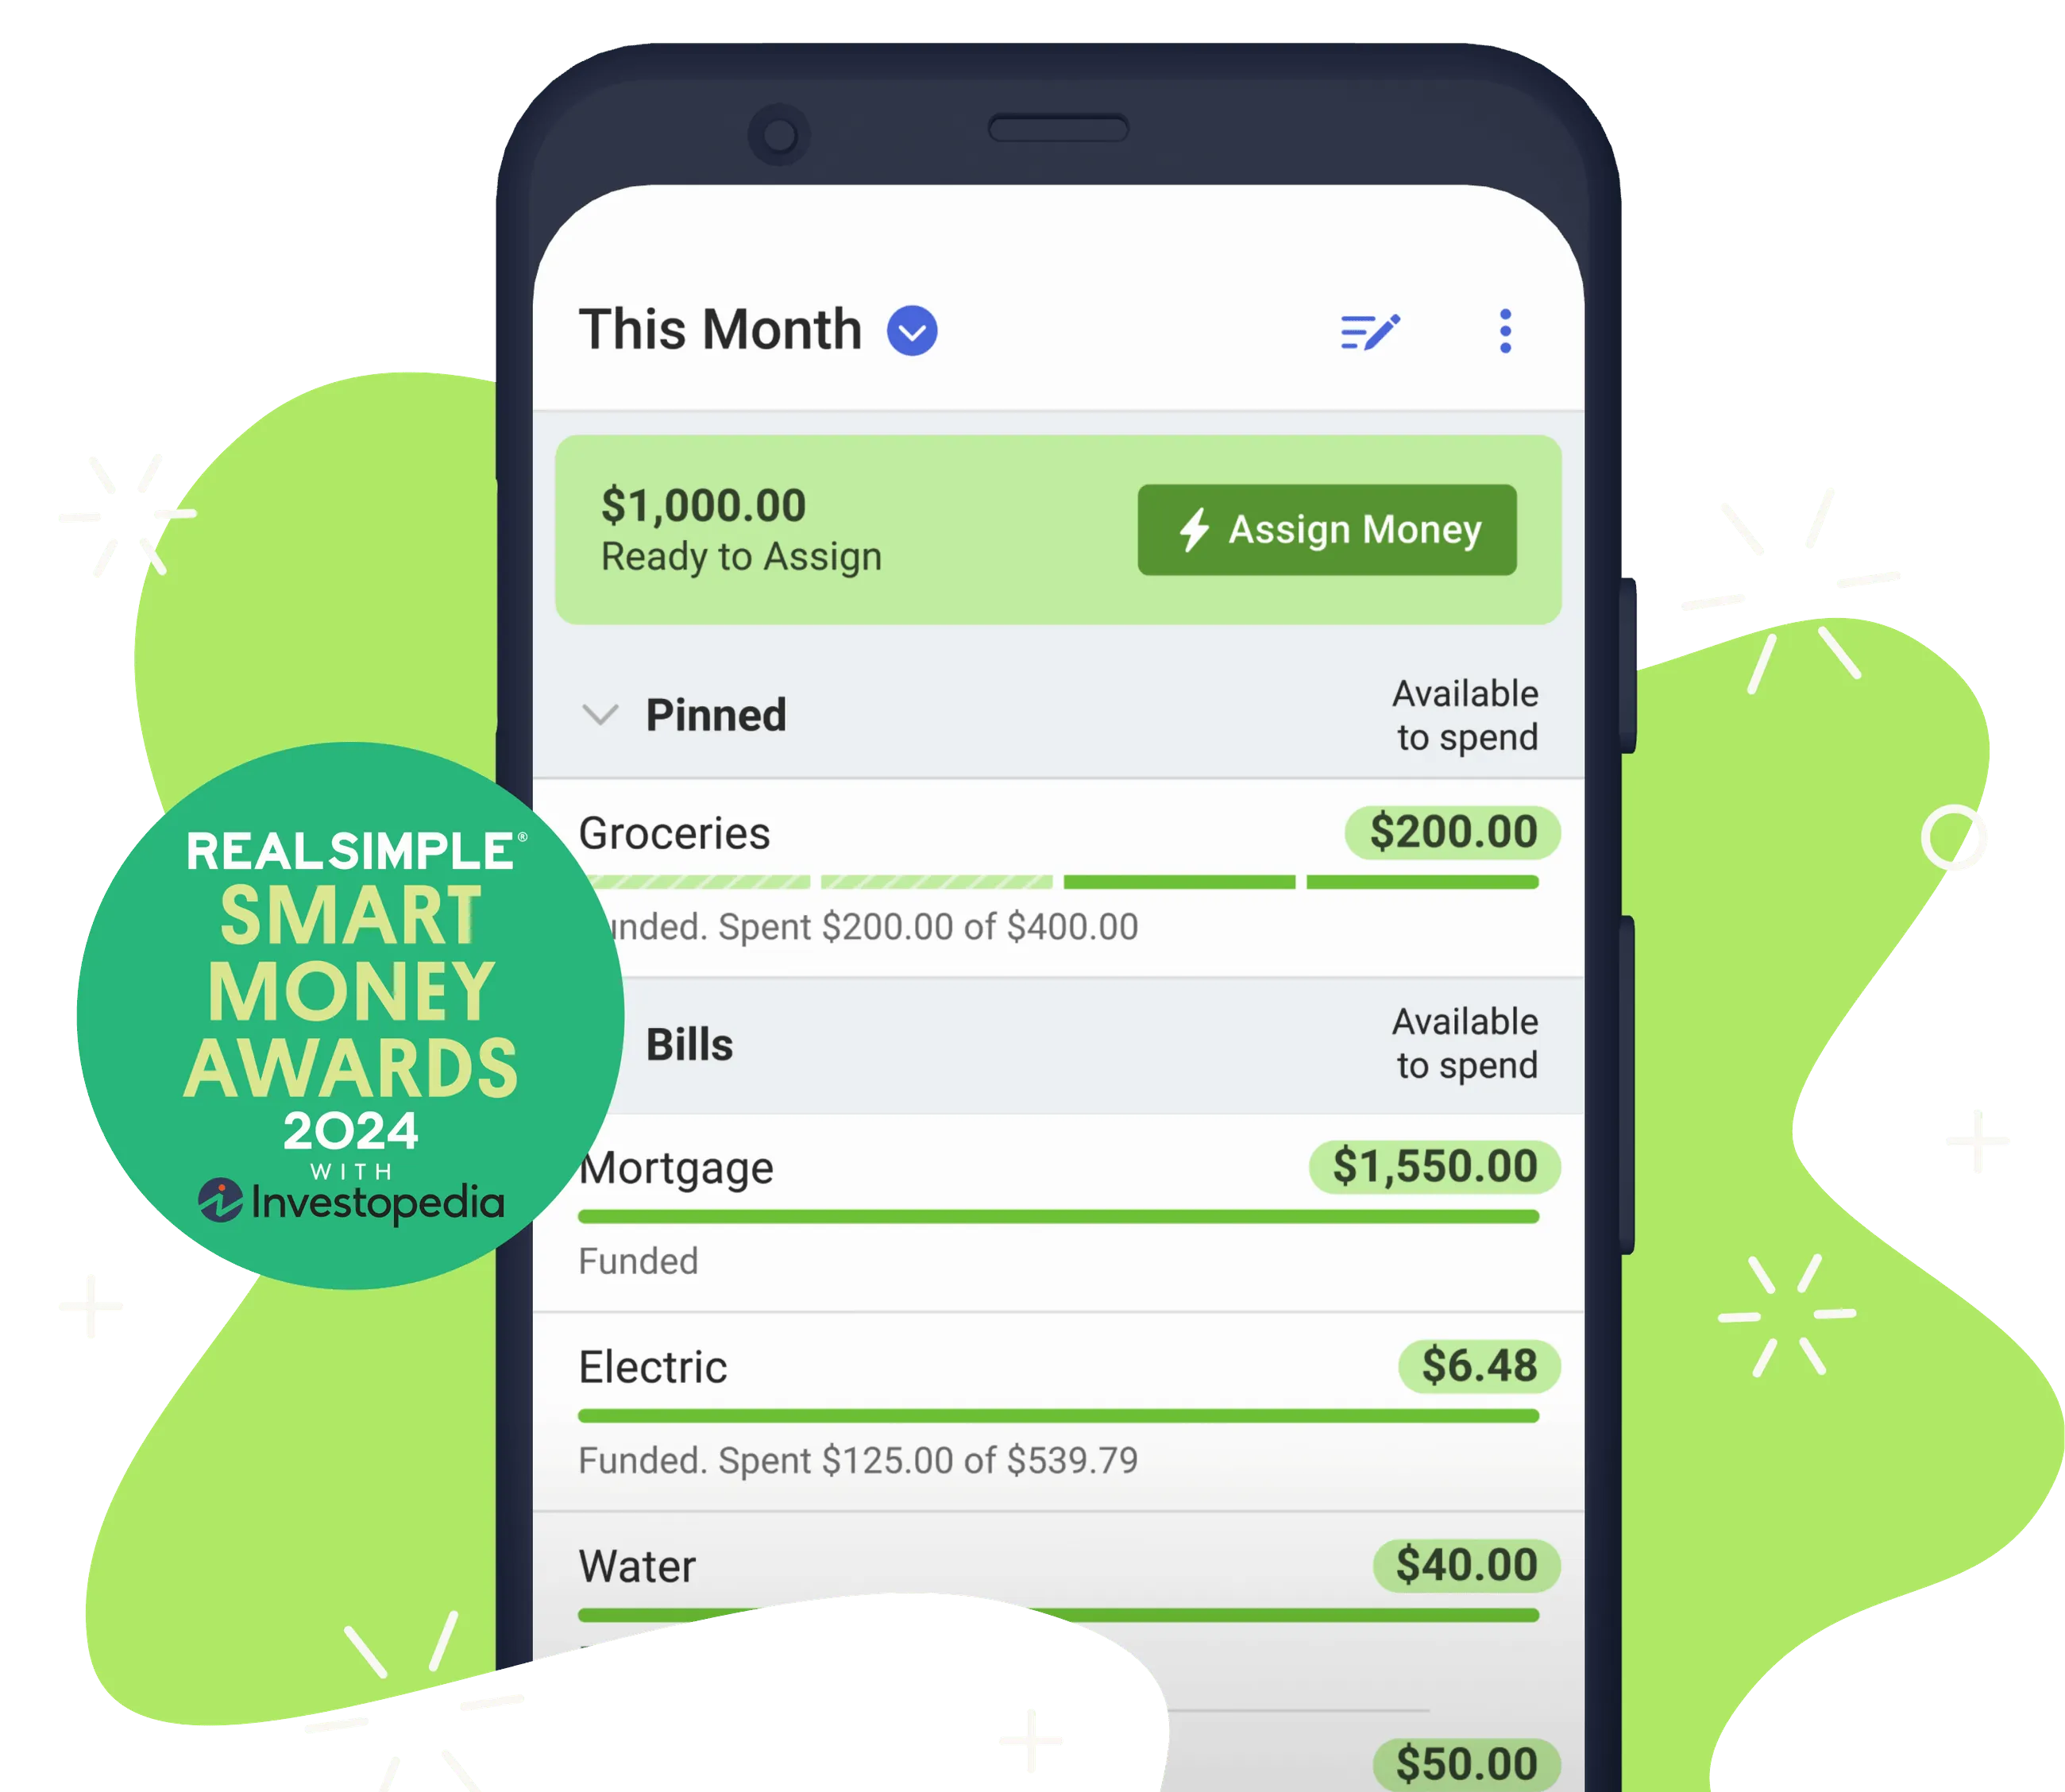 This Month
$1,000.00
Ready to Assign
Assign Money
Pinned
Available
to spend
Groceries
$200.00
Spent $200.00 of $400.00
Bills
Available
to spend
Mortgage
$1,550.00
Funded
Electric
$6.48
Funded. Spent $125.00 of $539.79
Water
$40.00
$50.00
REAL SIMPLE®
SMART
MONEY
AWARDS
2024
WITH
Investopedia